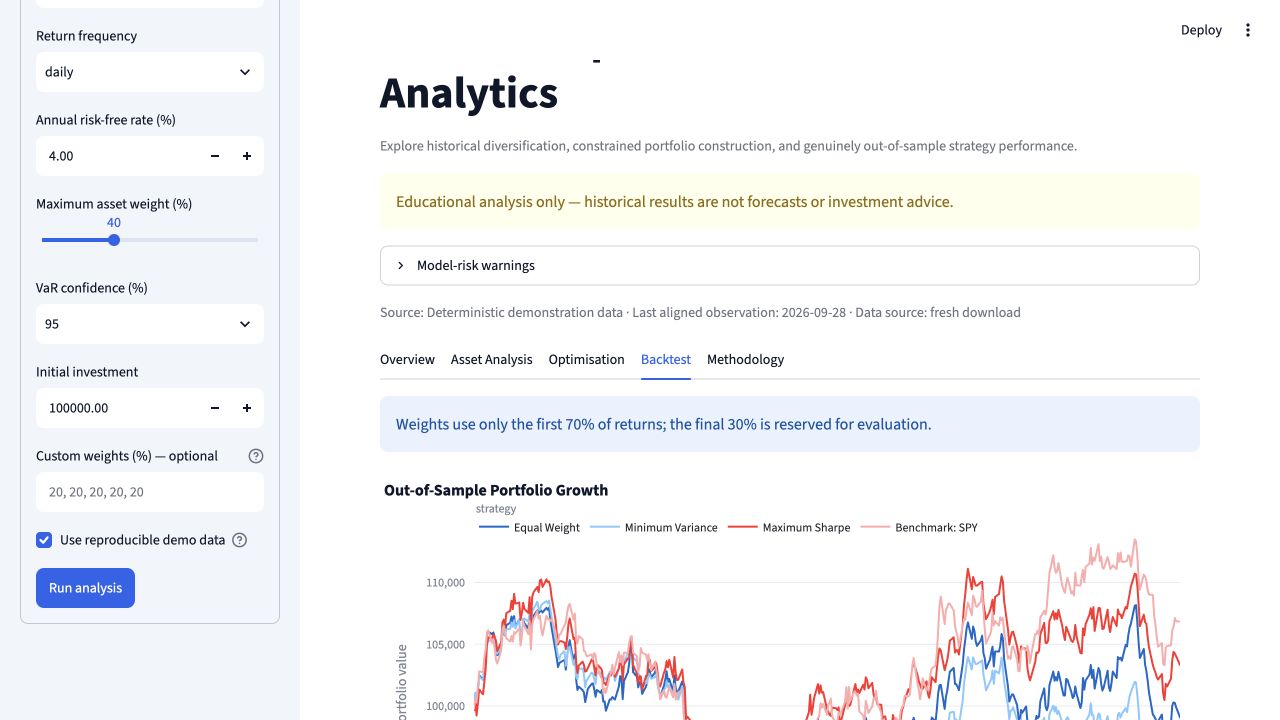 Return frequency
daily
Annual risk-free rate (%)
4.00
Maximum asset weight (%)
40
VaR confidence (%)
95
Initial investment
100000.00
Custom weights (%) — optional
20, 20, 20, 20, 20
Use reproducible demo data
Run analysis
Deploy
Analytics
Explore historical diversification, constrained portfolio construction, and genuinely out-of-sample strategy performance.
Educational analysis only — historical results are not forecasts or investment advice.
Model-risk warnings
Source: Deterministic demonstration data · Last aligned observation: 2026-09-28 · Data source: fresh download
Overview Asset Analysis Optimisation Backtest Methodology
Weights use only the first 70% of returns; the final 30% is reserved for evaluation.
Out-of-Sample Portfolio Growth
strategy
Equal Weight Minimum Variance Maximum Sharpe Benchmark: SPY
110,000
105,000
100,000
ortfolio value